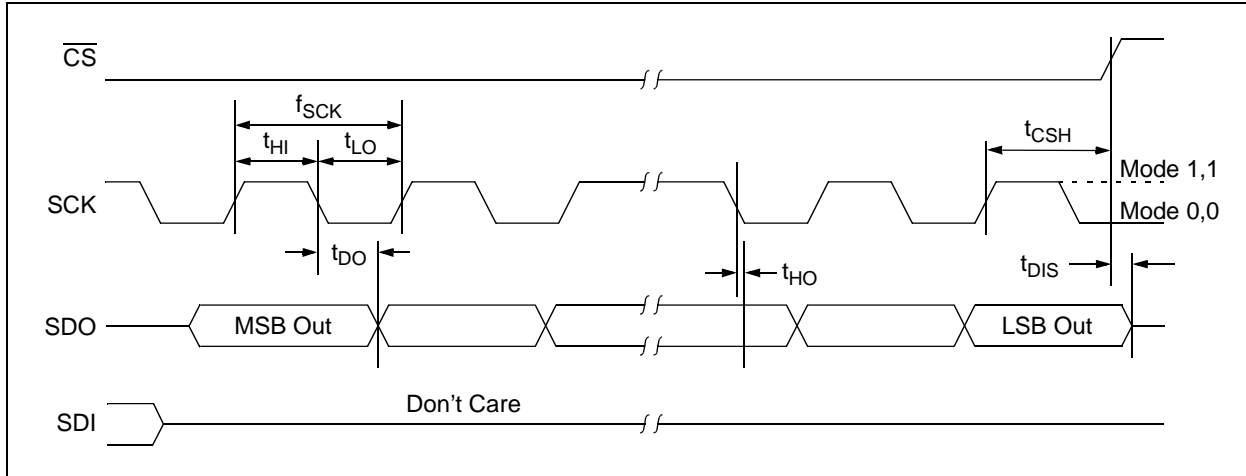 CS
fSCK
tHI
tLO
tCSH
SCK
Mode 1,1
Mode 0,0
tDO
tHO
tDIS
SDO
MSB Out
LSB Out
SDI
Don't Care